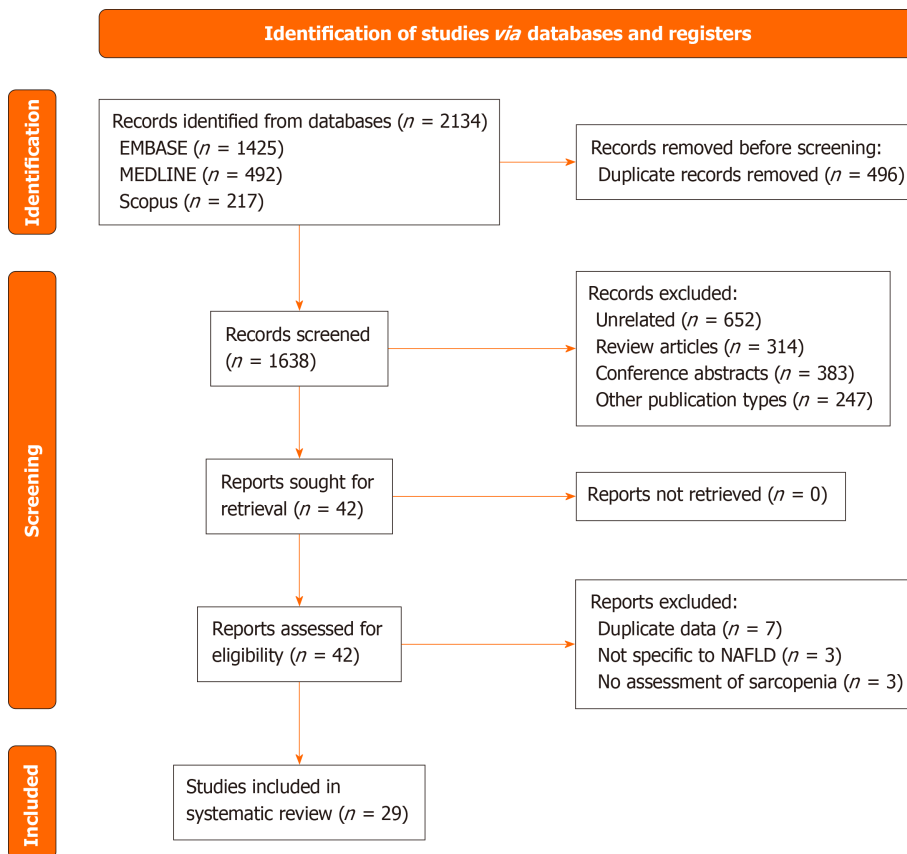 Identification of studies via databases and registers
Identification
Records identified from databases (n = 2134)
EMBASE (n = 1425)
MEDLINE (n = 492)
Scopus (n = 217)
Records removed before screening:
Duplicate records removed (n = 496)
Screening
Records screened
(n = 1638)
Records excluded:
Unrelated (n = 652)
Review articles (n = 314)
Conference abstracts (n = 383)
Other publication types (n = 247)
Reports sought for
retrieval (n = 42)
Reports not retrieved (n = 0)
Reports assessed for
eligibility (n = 42)
Reports excluded:
Duplicate data (n = 7)
Not specific to NAFLD (n = 3)
No assessment of sarcopenia (n = 3)
Included
Studies included in
systematic review (n = 29)